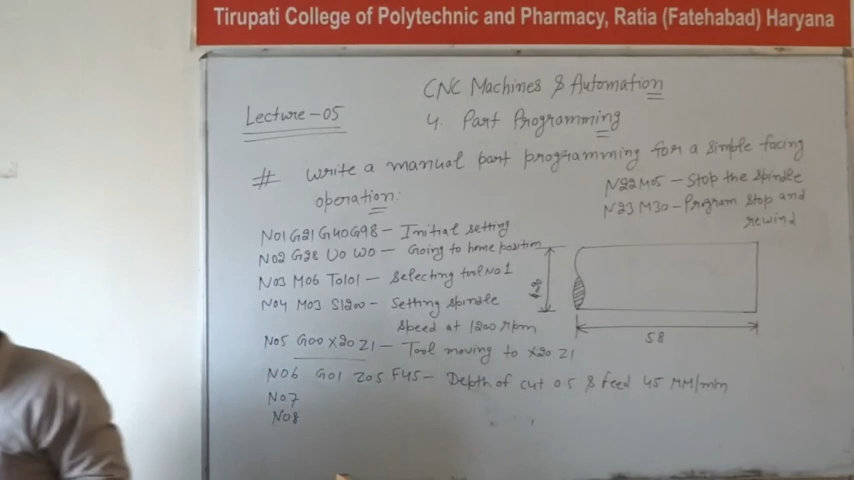 Tirupati College of Polytechnic and Pharmacy, Ratia (Fatehabad) Haryana
CNC Machines & Automation
Lecture-05
4. Part Programming
# Write a manual part programming for a simple facing
operation:
N22 M05 - Stop the spindle
N23 M30 - Program stop and
rewind
N01 G21 G40 G98 - Initial setting
N02 G28 U0 W0 - Going to home position
N03 M06 T0101 - Selecting tool No 1
N04 M03 S1200 - Setting spindle
speed at 1200 rpm
N05 G00 X20 Z1 - Tool moving to X20 Z1
N06 G01 Z05 F45 - Depth of cut 05 & feed 45 MM/min
N07
N08
58